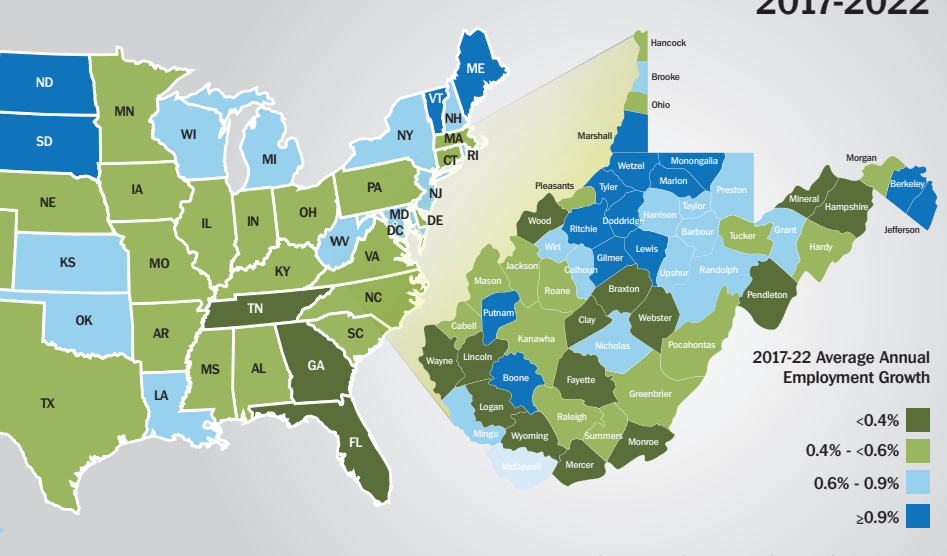 2017-2022
ND
MN
SD
WI
MI
NY
VT
ME
NH
MA
CT
RI
NE
IA
IL
IN
OH
PA
NJ
MD
DE
DC
WV
VA
KS
MO
KY
OK
AR
TN
NC
SC
MS
AL
GA
TX
LA
FL
Hancock
Brooke
Ohio
Marshall
Wetzel
Monongalia
Marion
Tyler
Pleasants
Preston
Morgan
Berkeley
Jefferson
Mineral
Hampshire
Wood
Ritchie
Doddridge
Harrison
Taylor
Barbour
Tucker
Grant
Hardy
Wirt
Gilmer
Lewis
Calhoun
Upshur
Randolph
Pendleton
Jackson
Mason
Roane
Braxton
Putnam
Clay
Webster
Cabell
Kanawha
Nicholas
Pocahontas
Wayne
Lincoln
Boone
Fayette
Greenbrier
Logan
Raleigh
Summers
Monroe
Mingo
Wyoming
McDowell
Mercer
2017-22 Average Annual
Employment Growth
<0.4%
0.4% - <0.6%
0.6% - 0.9%
≥0.9%